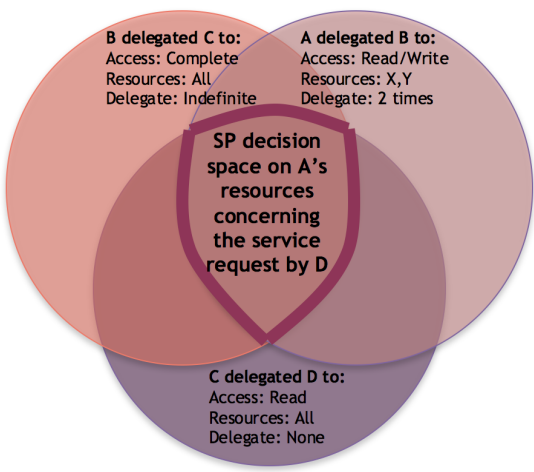 B delegated C to:
Access: Complete
Resources: All
Delegate: Indefinite
A delegated B to:
Access: Read/Write
Resources: X,Y
Delegate: 2 times
SP decision
space on A’s
resources
concerning
the service
request by D
C delegated D to:
Access: Read
Resources: All
Delegate: None